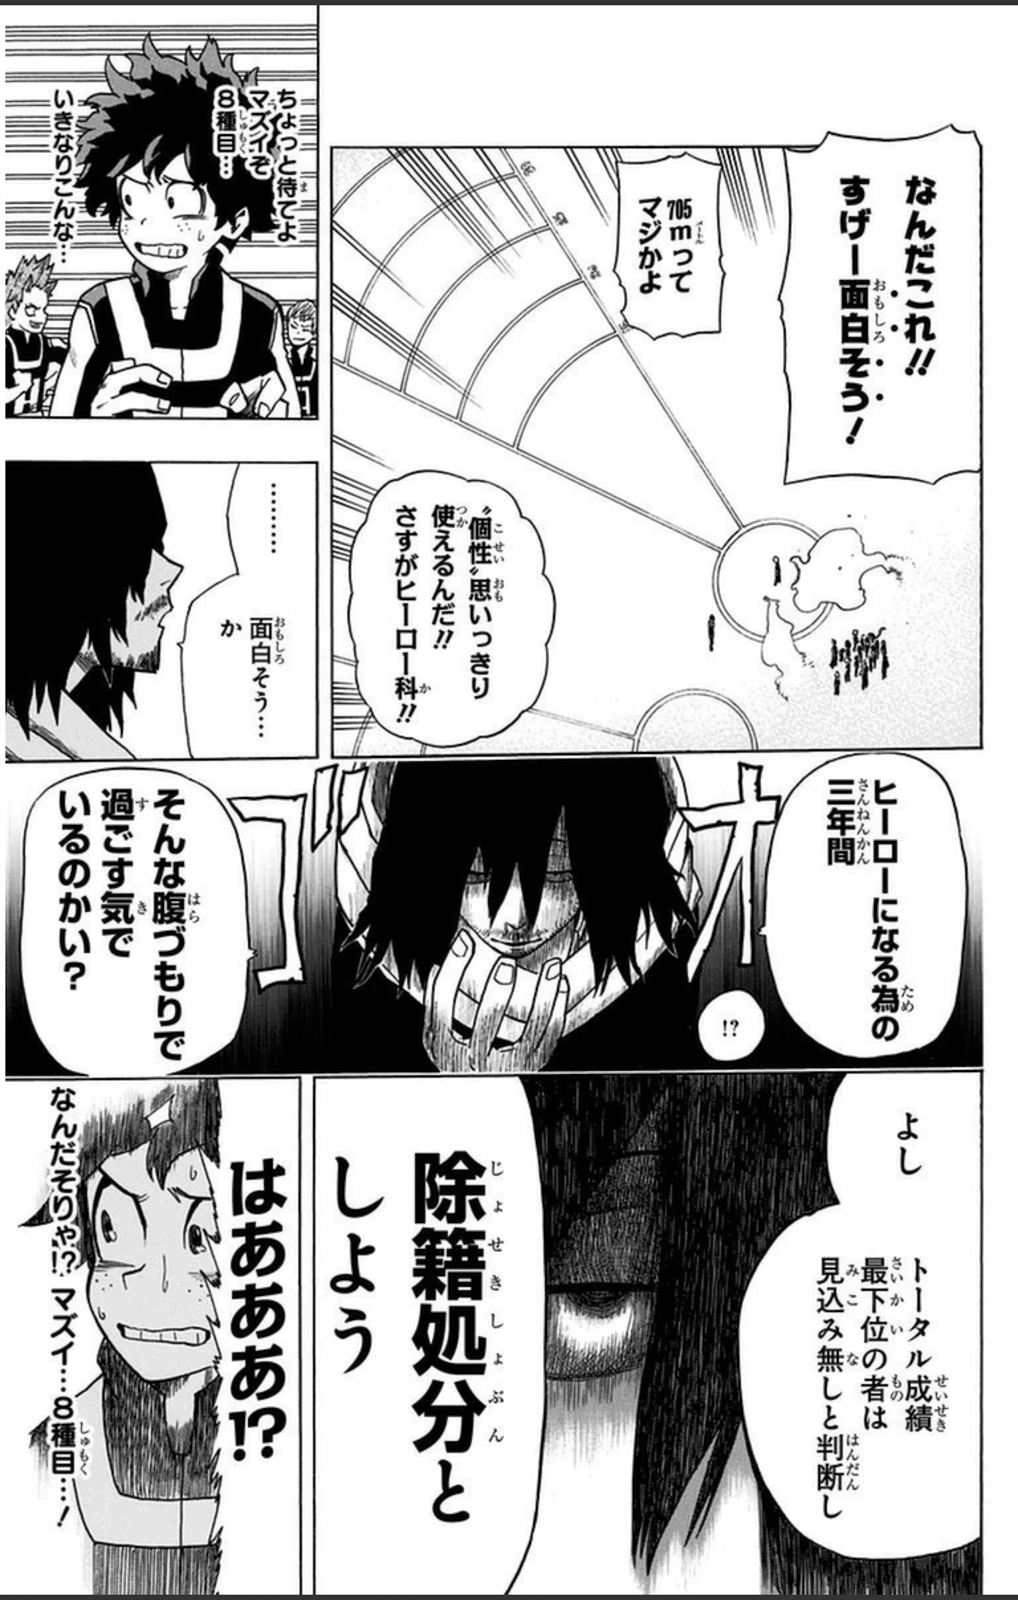 なんだこれ!!
すげー面白そう!
705mって
マジかよ
"個性"思いっきり
使えるんだ!!
さすがヒーロー科!!
ちょっと待てよ
マズイぞ
8種目…
いきなりこんな…
………
面白そう…
か
ヒーローになる為の
三年間
そんな腹づもりで
過ごす気で
いるのかい?
!?
よし
トータル成績
最下位の者は
見込み無しと判断し
除籍処分と
しよう
はあああ!?
なんだそりゃ!?マズイ…8種目…!